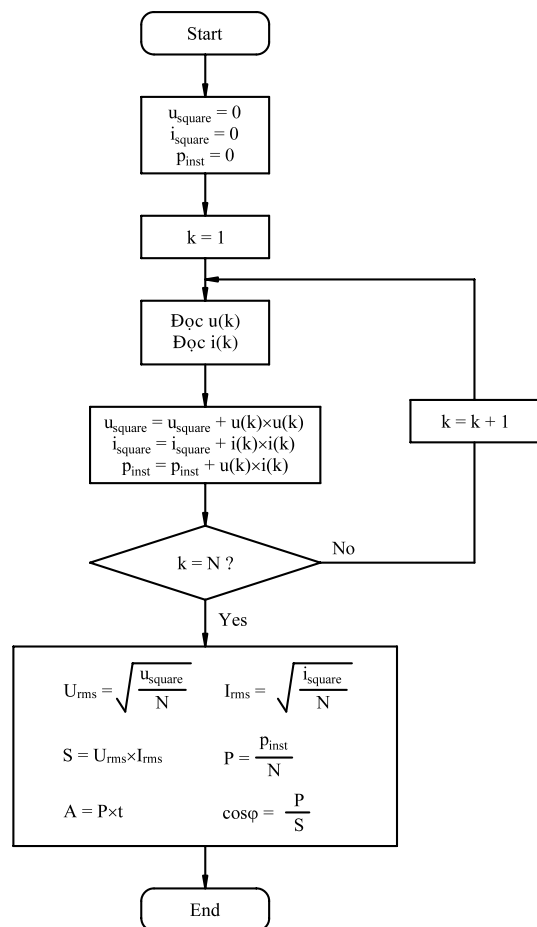 Start
u_square = 0
i_square = 0
p_inst = 0
k = 1
Đọc u(k)
Đọc i(k)
u_square = u_square + u(k)×u(k)
i_square = i_square + i(k)×i(k)
p_inst = p_inst + u(k)×i(k)
k = k + 1
k = N ?
No
Yes
U_rms = √(u_square / N)
I_rms = √(i_square / N)
S = U_rms×I_rms
P = p_inst / N
A = P×t
cosφ = P / S
End